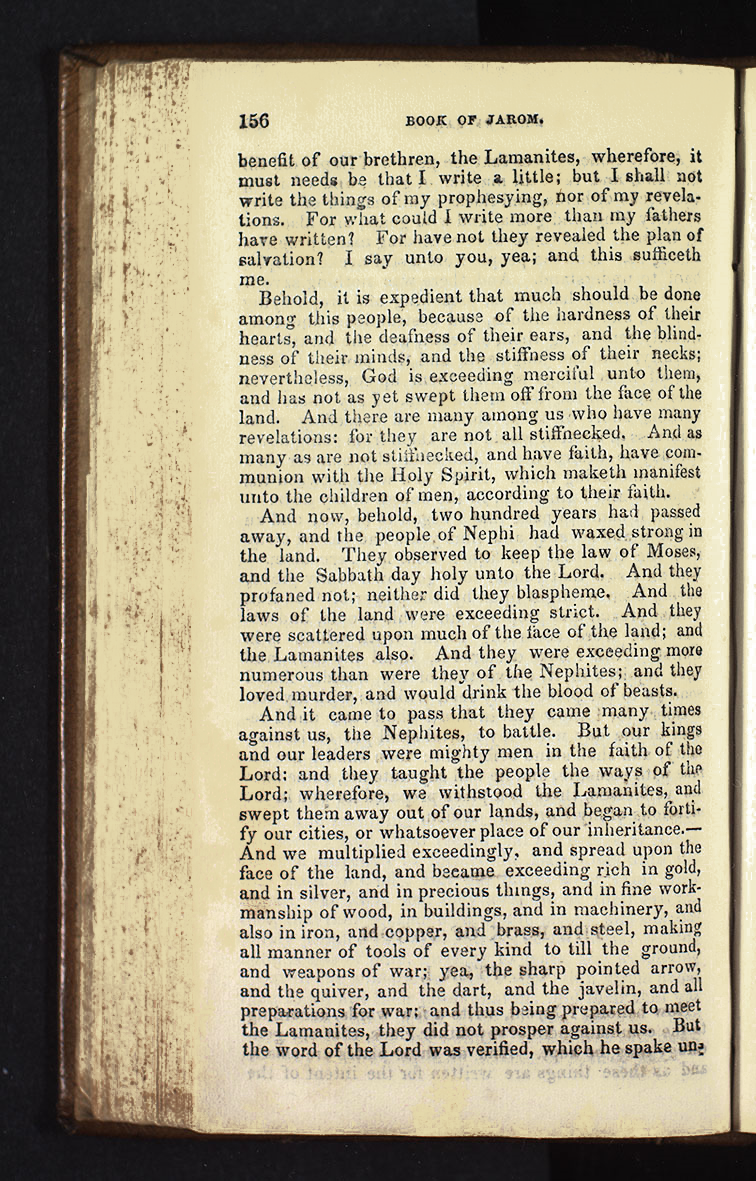 156 BOOK OF JAROM.
benefit of our brethren, the Lamanites, wherefore, it
must needs be that I write a little; but I shall not
write the things of my prophesying, nor of my revela-
tions. For what could I write more than my fathers
have written? For have not they revealed the plan of
salvation? I say unto you, yea; and this sufficeth
me.
Behold, it is expedient that much should be done
among this people, because of the hardness of their
hearts, and the deafness of their ears, and the blind-
ness of their minds, and the stiffness of their necks;
nevertheless, God is exceeding merciful unto them,
and has not as yet swept them off from the face of the
land. And there are many among us who have many
revelations: for they are not all stiffnecked. And as
many as are not stiffnecked, and have faith, have com-
munion with the Holy Spirit, which maketh manifest
unto the children of men, according to their faith.
And now, behold, two hundred years had passed
away, and the people of Nephi had waxed strong in
the land. They observed to keep the law of Moses,
and the Sabbath day holy unto the Lord. And they
profaned not; neither did they blaspheme. And the
laws of the land were exceeding strict. And they
were scattered upon much of the face of the land; and
the Lamanites also. And they were exceeding more
numerous than were they of the Nephites; and they
loved murder, and would drink the blood of beasts.
And it came to pass that they came many times
against us, the Nephites, to battle. But our kings
and our leaders were mighty men in the faith of the
Lord: and they taught the people the ways of the
Lord; wherefore, we withstood the Lamanites, and
swept them away out of our lands, and began to forti-
fy our cities, or whatsoever place of our inheritance.—
And we multiplied exceedingly, and spread upon the
face of the land, and became exceeding rich in gold,
and in silver, and in precious things, and in fine work-
manship of wood, in buildings, and in machinery, and
also in iron, and copper, and brass, and steel, making
all manner of tools of every kind to till the ground,
and weapons of war; yea, the sharp pointed arrow,
and the quiver, and the dart, and the javelin, and all
preparations for war; and thus being prepared to meet
the Lamanites, they did not prosper against us. But
the word of the Lord was verified, which he spake un-